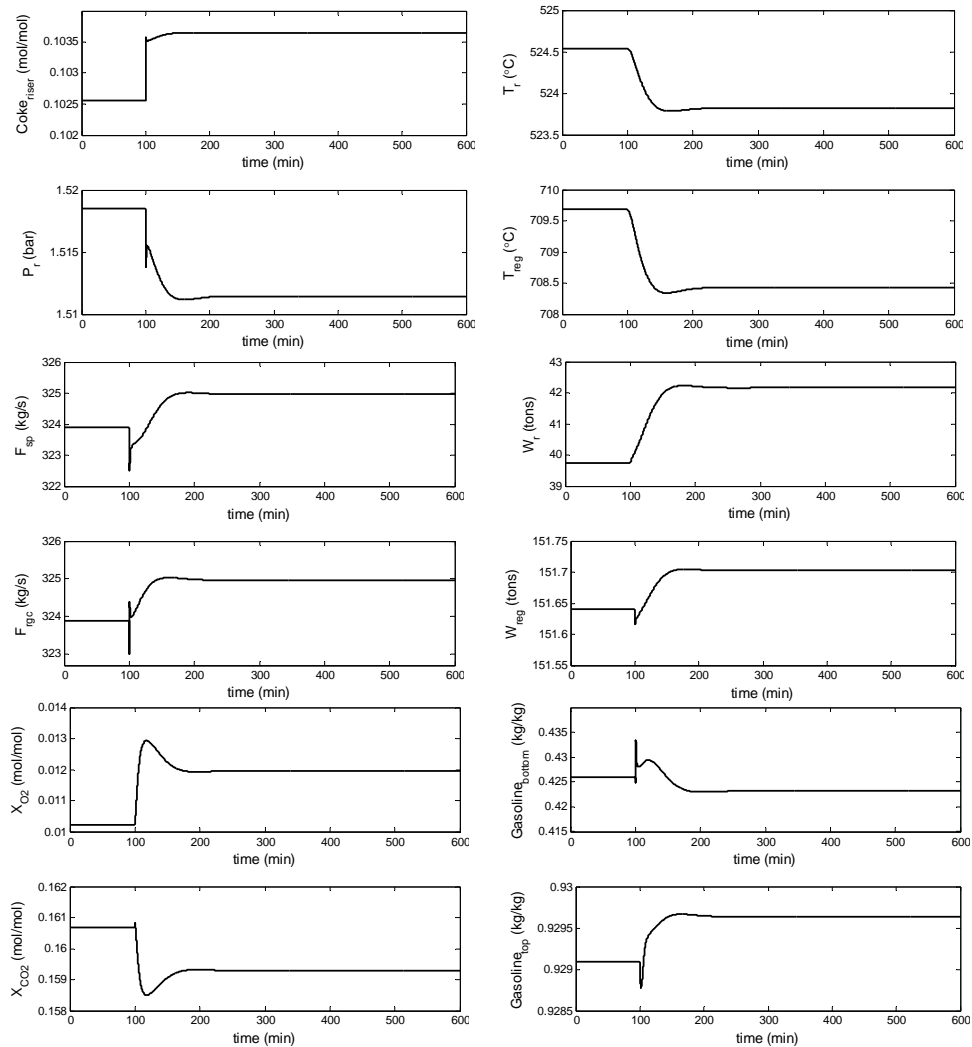 Coke_riser (mol/mol)
0.1035
0.103
0.1025
0.102
0 100 200 300 400 500 600
time (min)
T_r (°C)
525
524.5
524
523.5
0 100 200 300 400 500 600
time (min)
P_r (bar)
1.52
1.515
1.51
0 100 200 300 400 500 600
time (min)
T_reg (°C)
710
709.5
709
708.5
708
0 100 200 300 400 500 600
time (min)
F_sp (kg/s)
326
325
324
323
322
0 100 200 300 400 500 600
time (min)
W_r (tons)
43
42
41
40
39
0 100 200 300 400 500 600
time (min)
F_rgc (kg/s)
326
325
324
323
0 100 200 300 400 500 600
time (min)
W_reg (tons)
151.75
151.7
151.65
151.6
151.55
0 100 200 300 400 500 600
time (min)
X_O2 (mol/mol)
0.014
0.013
0.012
0.011
0.01
0 100 200 300 400 500 600
time (min)
Gasoline_bottom (kg/kg)
0.435
0.43
0.425
0.42
0.415
0 100 200 300 400 500 600
time (min)
X_CO2 (mol/mol)
0.162
0.161
0.16
0.159
0.158
0 100 200 300 400 500 600
time (min)
Gasoline_top (kg/kg)
0.93
0.9295
0.929
0.9285
0 100 200 300 400 500 600
time (min)